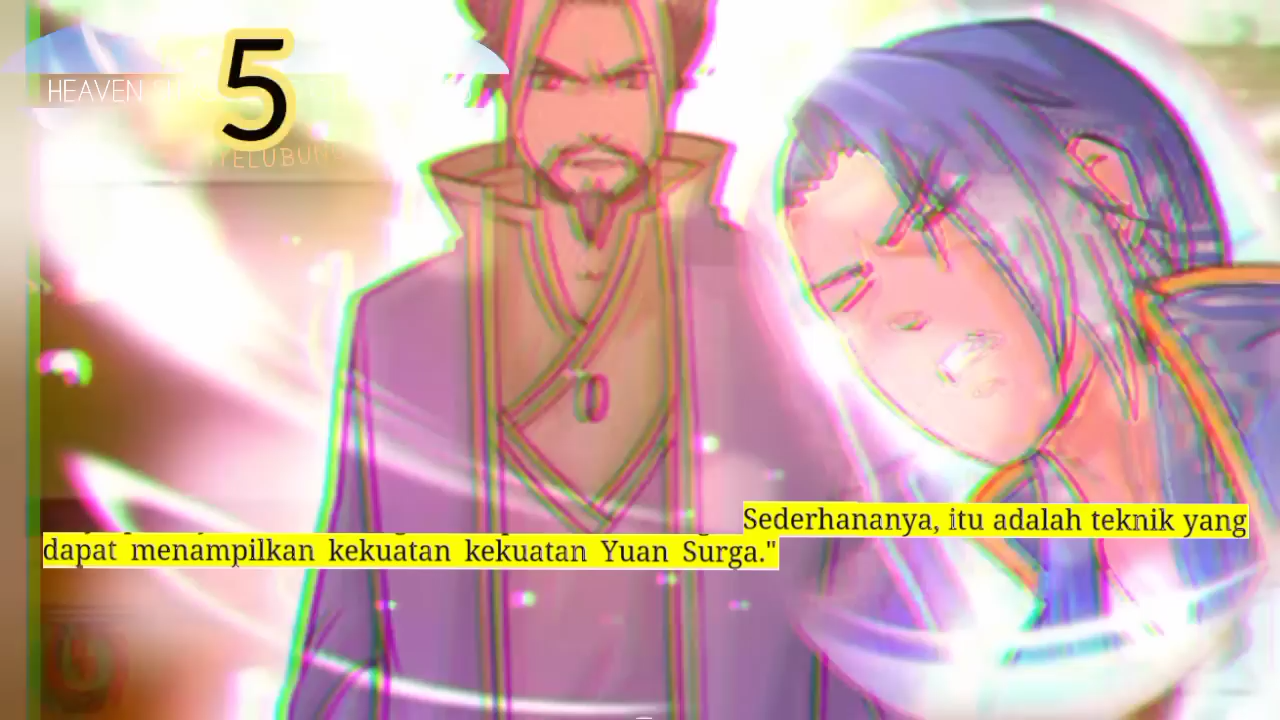 HEAVEN
5
Sederhananya, itu adalah teknik yang
dapat menampilkan kekuatan kekuatan Yuan Surga."